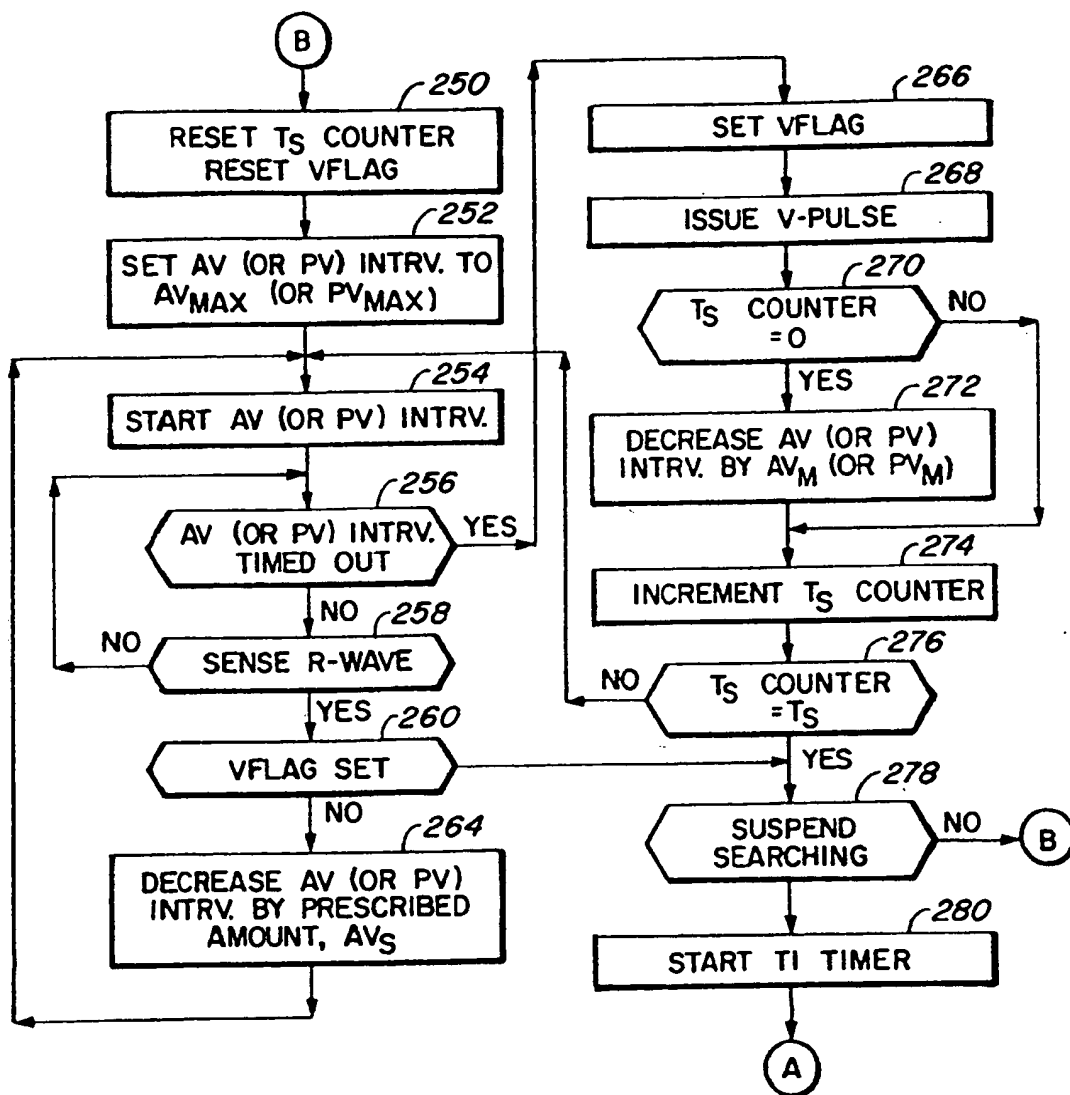 B
250
RESET TS COUNTER
RESET VFLAG
252
SET AV (OR PV) INTRV. TO
AVMAX (OR PVMAX)
254
START AV (OR PV) INTRV.
256
AV (OR PV) INTRV.
TIMED OUT
YES
NO
258
NO
SENSE R-WAVE
YES
260
VFLAG SET
NO
264
DECREASE AV (OR PV)
INTRV. BY PRESCRIBED
AMOUNT, AVS
266
SET VFLAG
268
ISSUE V-PULSE
270
TS COUNTER
=0
NO
YES
272
DECREASE AV (OR PV)
INTRV. BY AVM (OR PVM)
274
INCREMENT TS COUNTER
276
NO
TS COUNTER
=TS
YES
278
SUSPEND
SEARCHING
NO
B
280
START TI TIMER
A